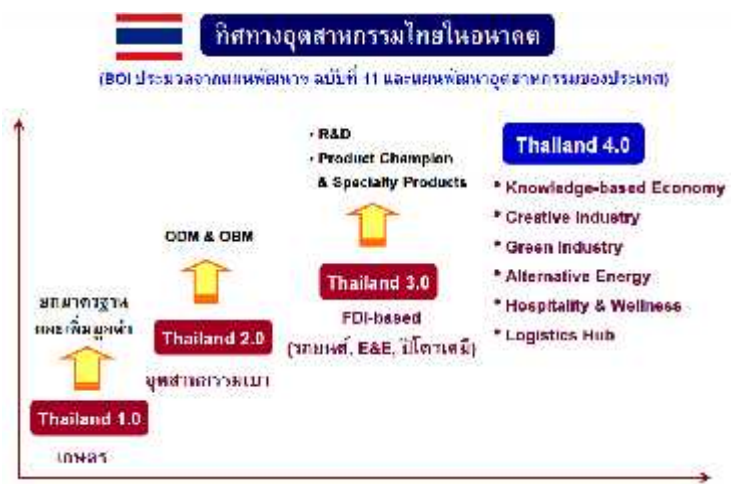 ทิศทางอุตสาหกรรมไทยในอนาคต
(BOI ประมวลจากแผนพัฒนาฯ ฉบับที่ 11 และแผนพัฒนาอุตสาหกรรมของประเทศ)
• R&D
• Product Champion
& Specialty Products
Thailand 4.0
* Knowledge-based Economy
* Creative Industry
* Green Industry
* Alternative Energy
* Hospitality & Wellness
* Logistics Hub
ODM & OBM
Thailand 3.0
FDI-based
(รถยนต์, E&E, ปิโตรเคมี)
ยกมาตรฐาน
และเพิ่มมูลค่า
Thailand 2.0
อุตสาหกรรมเบา
Thailand 1.0
เกษตร